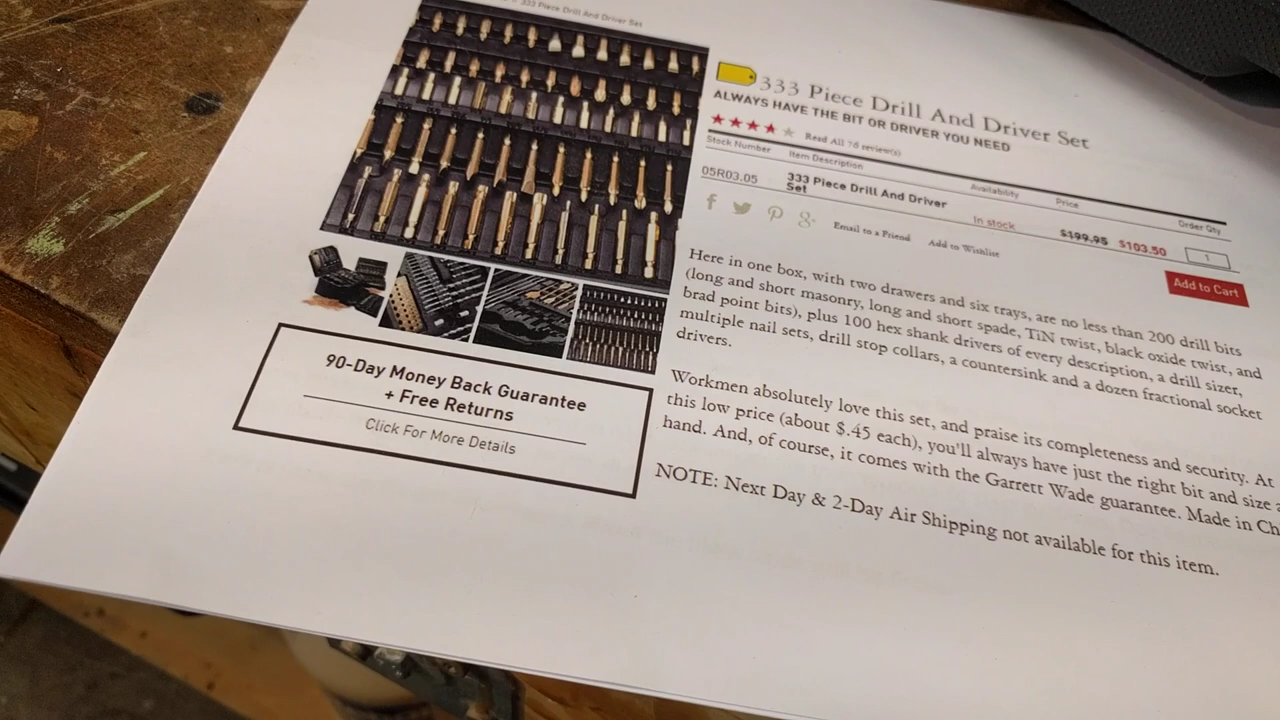 333 Piece Drill And Driver Set
333 Piece Drill And Driver Set
ALWAYS HAVE THE BIT OR DRIVER YOU NEED
Read All 76 review(s)
Stock Number Item Description Availability Price Order Qty
05R03.05 333 Piece Drill And Driver Set In stock $199.95 $103.50 1
Email to a Friend Add to Wishlist
Add to Cart
Here in one box, with two drawers and six trays, are no less than 200 drill bits
(long and short masonry, long and short spade, TiN twist, black oxide twist, and
brad point bits), plus 100 hex shank drivers of every description, a drill sizer,
multiple nail sets, drill stop collars, a countersink and a dozen fractional socket
drivers.
Workmen absolutely love this set, and praise its completeness and security. At
this low price (about $.45 each), you'll always have just the right bit and size
hand. And, of course, it comes with the Garrett Wade guarantee. Made in Ch
NOTE: Next Day & 2-Day Air Shipping not available for this item.
90-Day Money Back Guarantee
+ Free Returns
Click For More Details